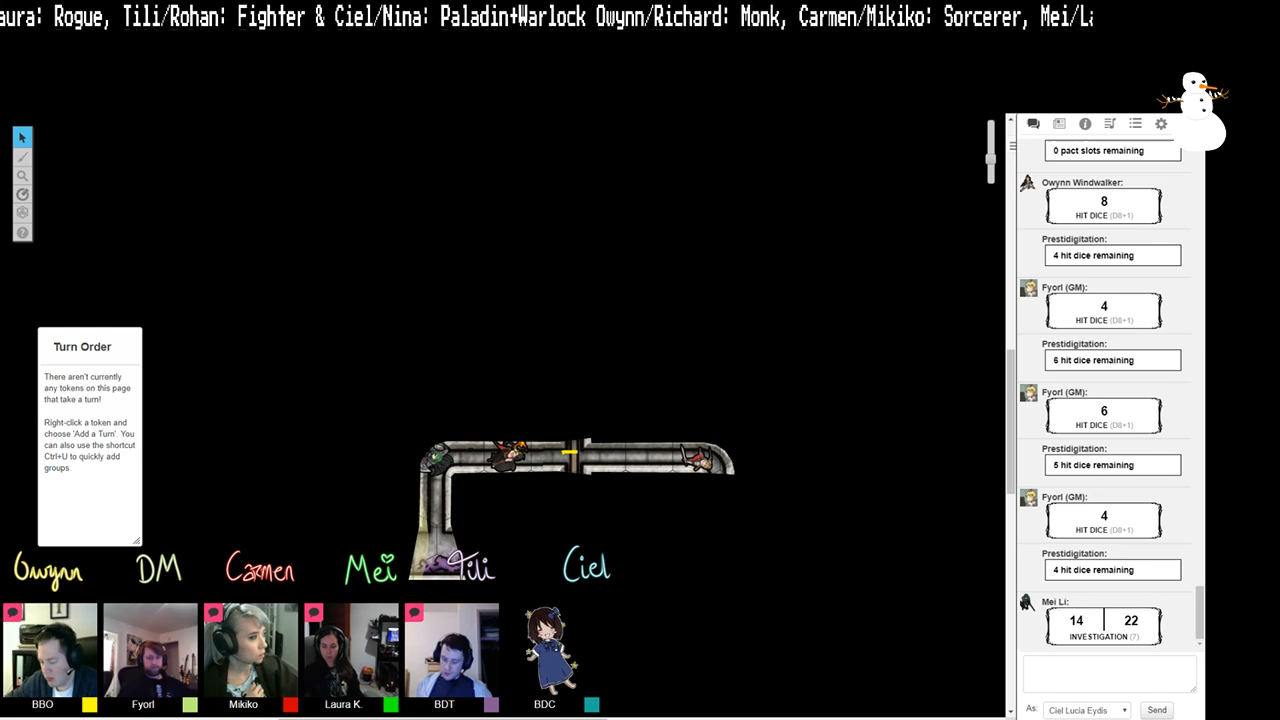 aura: Rogue, Tili/Rohan: Fighter & Ciel/Nina: Paladin+Warlock Owynn/Richard: Monk, Carmen/Mikiko: Sorcerer, Mei/La
0 pact slots remaining
Owynn Windwalker:
8
HIT DICE (D8+1)
Prestidigitation:
4 hit dice remaining
Fyorl (GM):
4
HIT DICE (D8+1)
Prestidigitation:
6 hit dice remaining
Fyorl (GM):
6
HIT DICE (D8+1)
Prestidigitation:
5 hit dice remaining
Fyorl (GM):
4
HIT DICE (D8+1)
Prestidigitation:
4 hit dice remaining
Mei Li:
14 22
INVESTIGATION (7)
As: Ciel Lucia Eydis Send
Turn Order
There aren't currently
any tokens on this page
that take a turn!
Right-click a token and
choose 'Add a Turn'. You
can also use the shortcut
Ctrl+U to quickly add
groups.
Owynn DM Carmen Mei Tili Ciel
BBO Fyorl Mikiko Laura K. BDT BDC